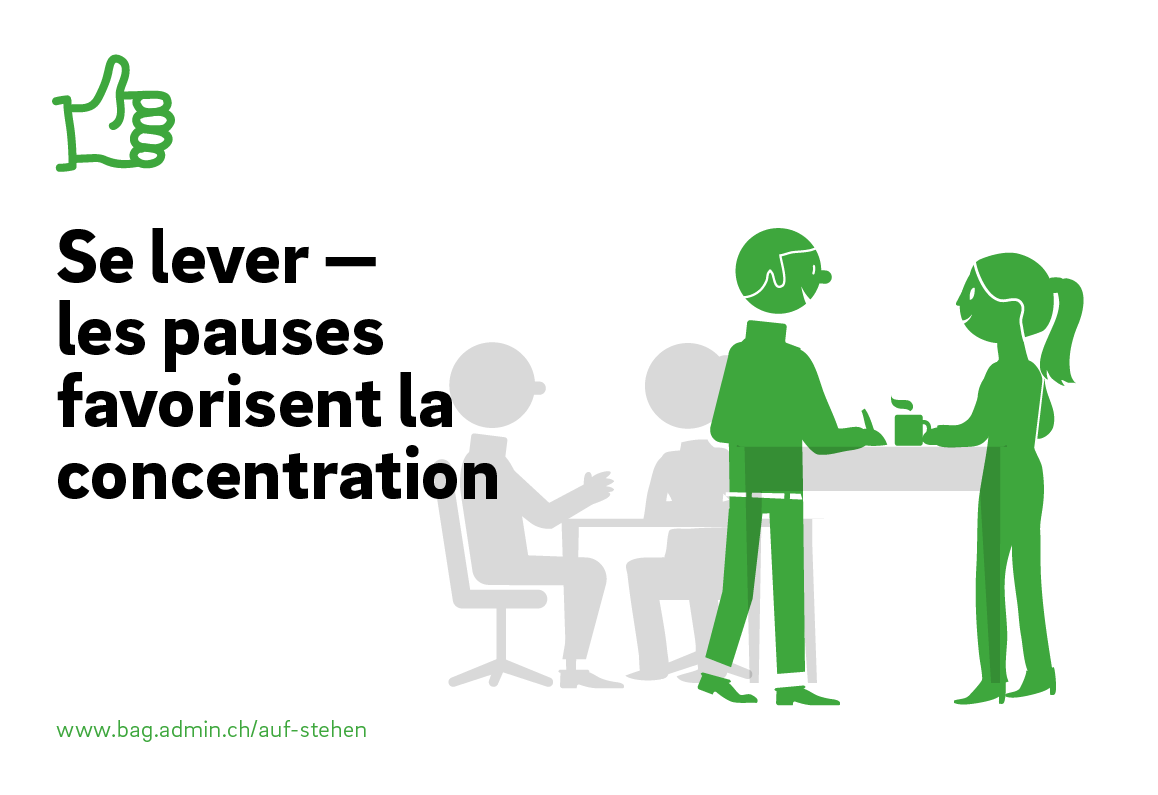 Se lever —
les pauses
favorisent la
concentration
www.bag.admin.ch/auf-stehen